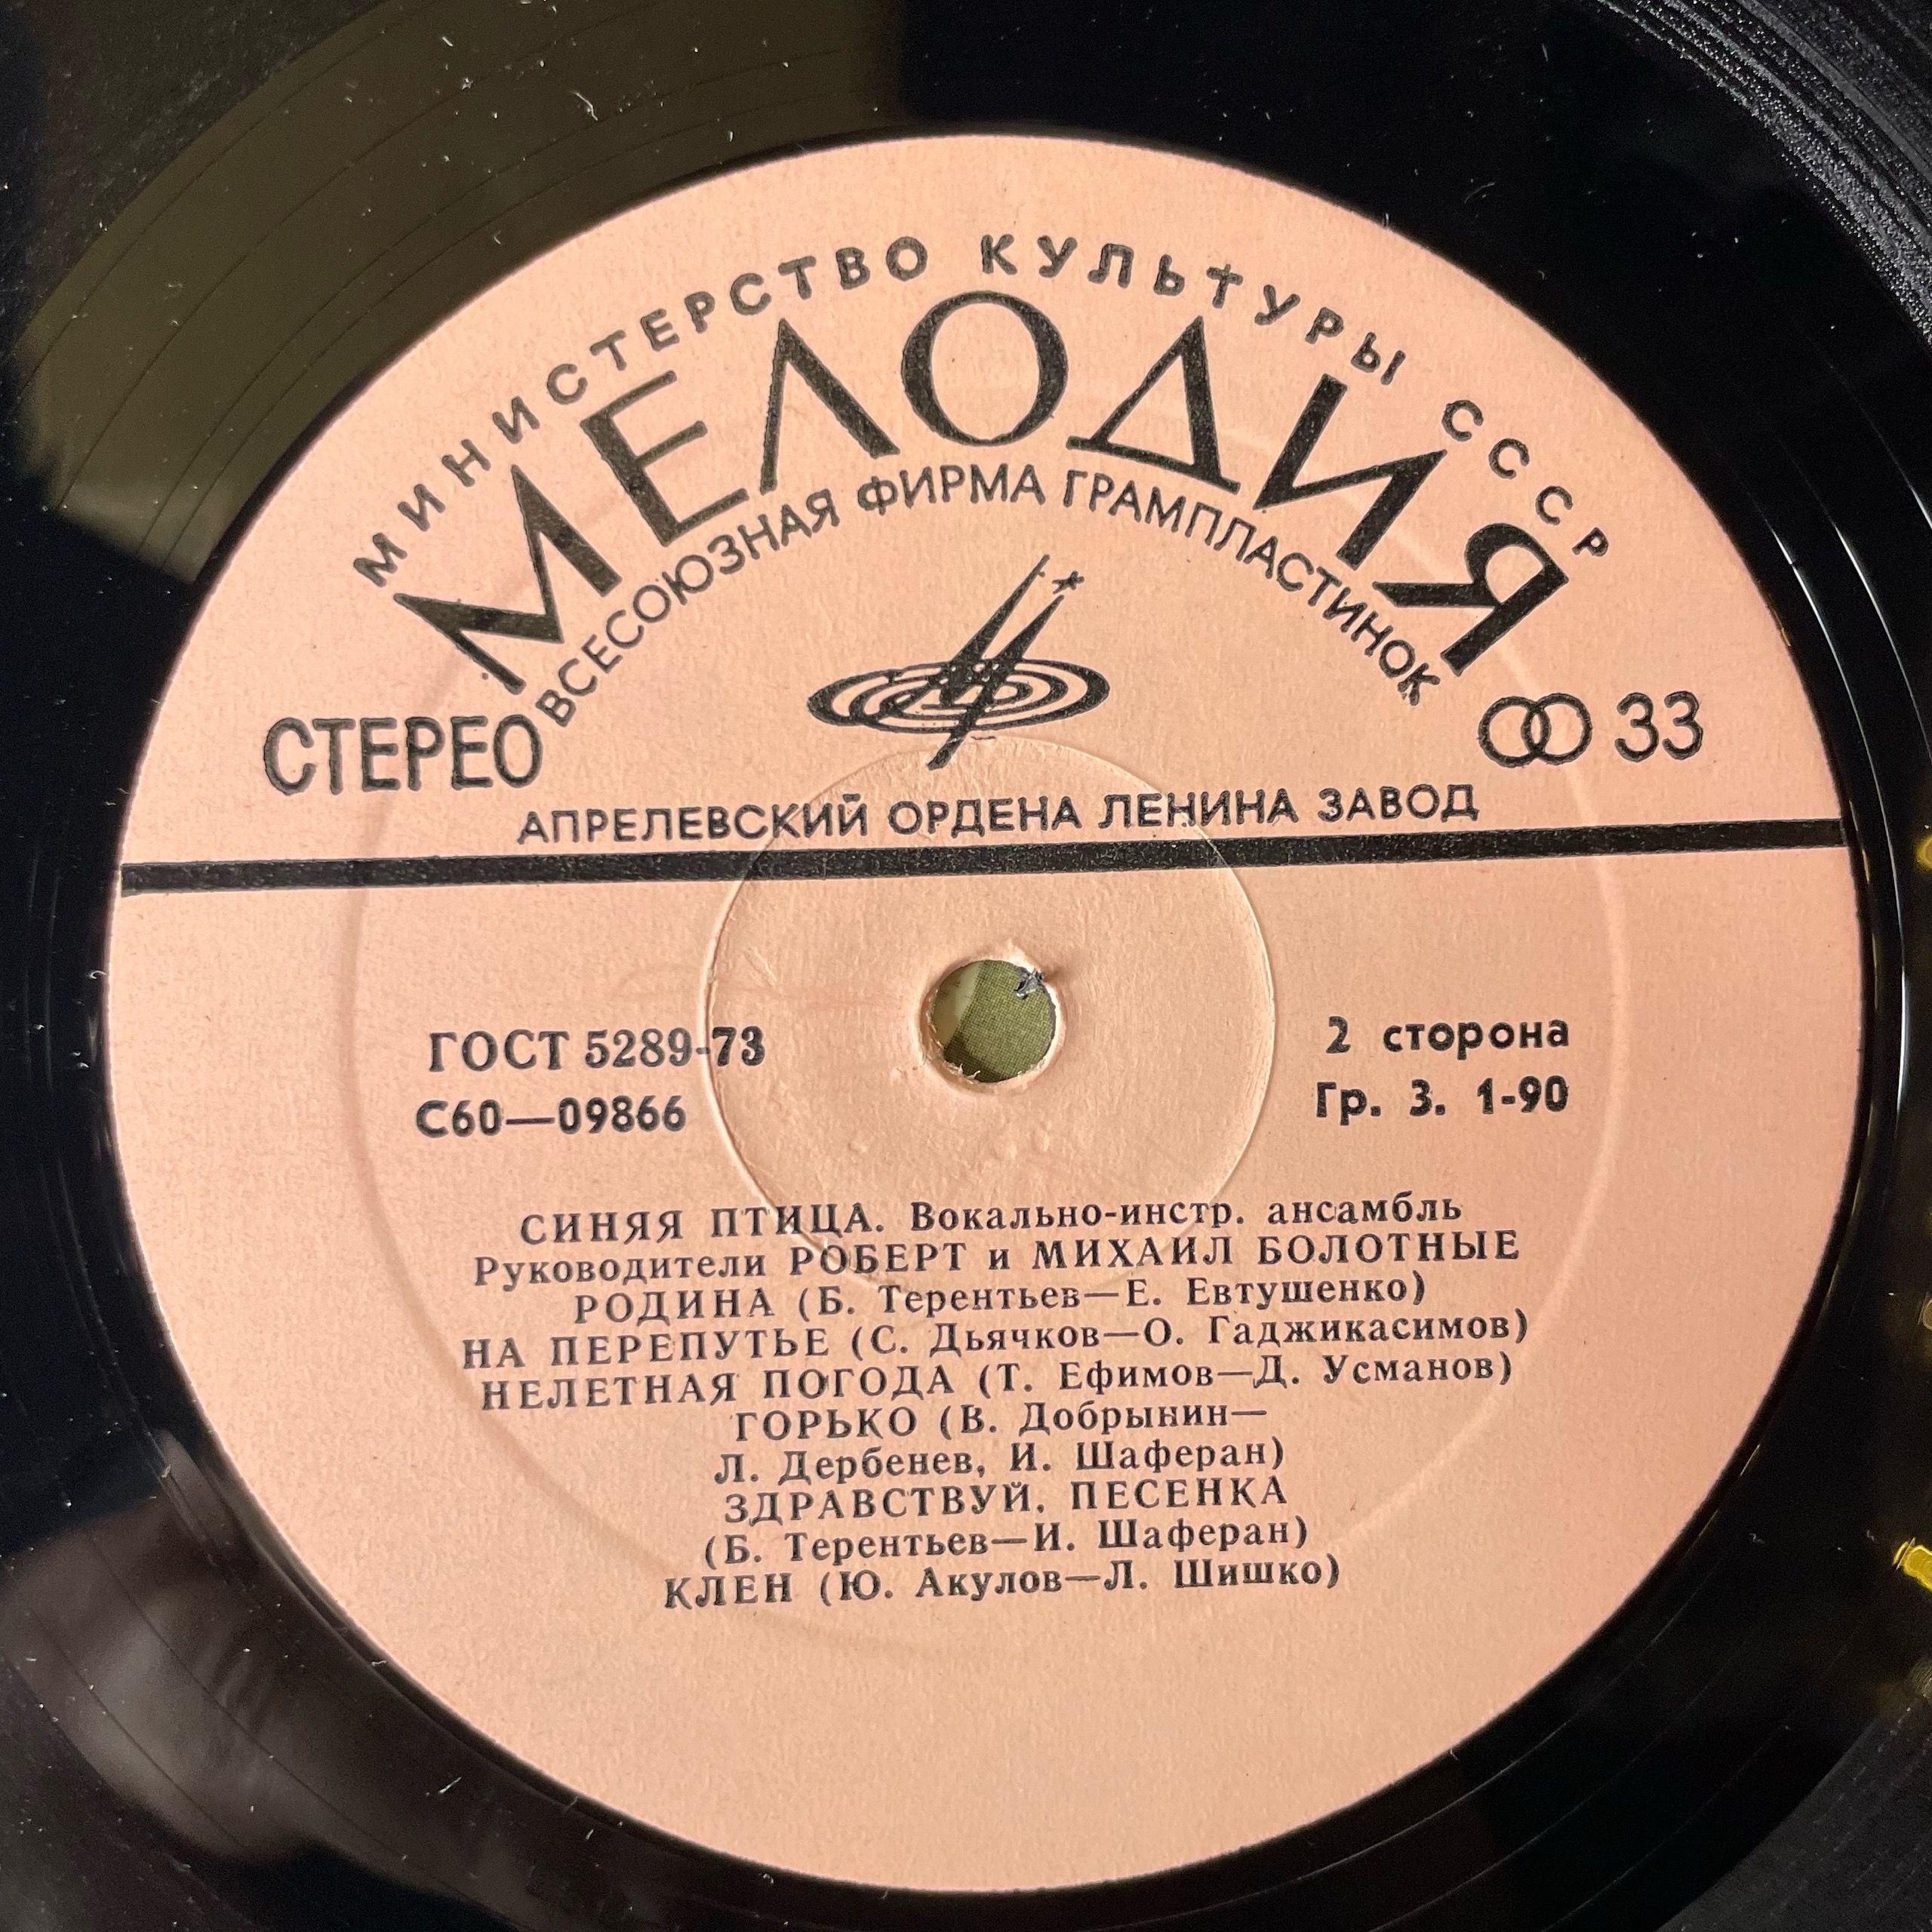 МИНИСТЕРСТВО КУЛЬТУРЫ СССР
МЕЛОДИЯ
ВСЕСОЮЗНАЯ ФИРМА ГРАМПЛАСТИНОК
СТЕРЕО
33
АПРЕЛЕВСКИЙ ОРДЕНА ЛЕНИНА ЗАВОД
ГОСТ 5289-73
2 сторона
С60—09866
Гр. 3. 1-90
СИНЯЯ ПТИЦА. Вокально-инстр. ансамбль
Руководители РОБЕРТ и МИХАИЛ БОЛОТНЫЕ
РОДИНА (Б. Терентьев—Е. Евтушенко)
НА ПЕРЕПУТЬЕ (С. Дьячков—О. Гаджикасимов)
НЕЛЕТНАЯ ПОГОДА (Т. Ефимов—Д. Усманов)
ГОРЬКО (В. Добрынин—
Л. Дербенев, И. Шаферан)
ЗДРАВСТВУЙ, ПЕСЕНКА
(Б. Терентьев—И. Шаферан)
КЛЕН (Ю. Акулов—Л. Шишко)